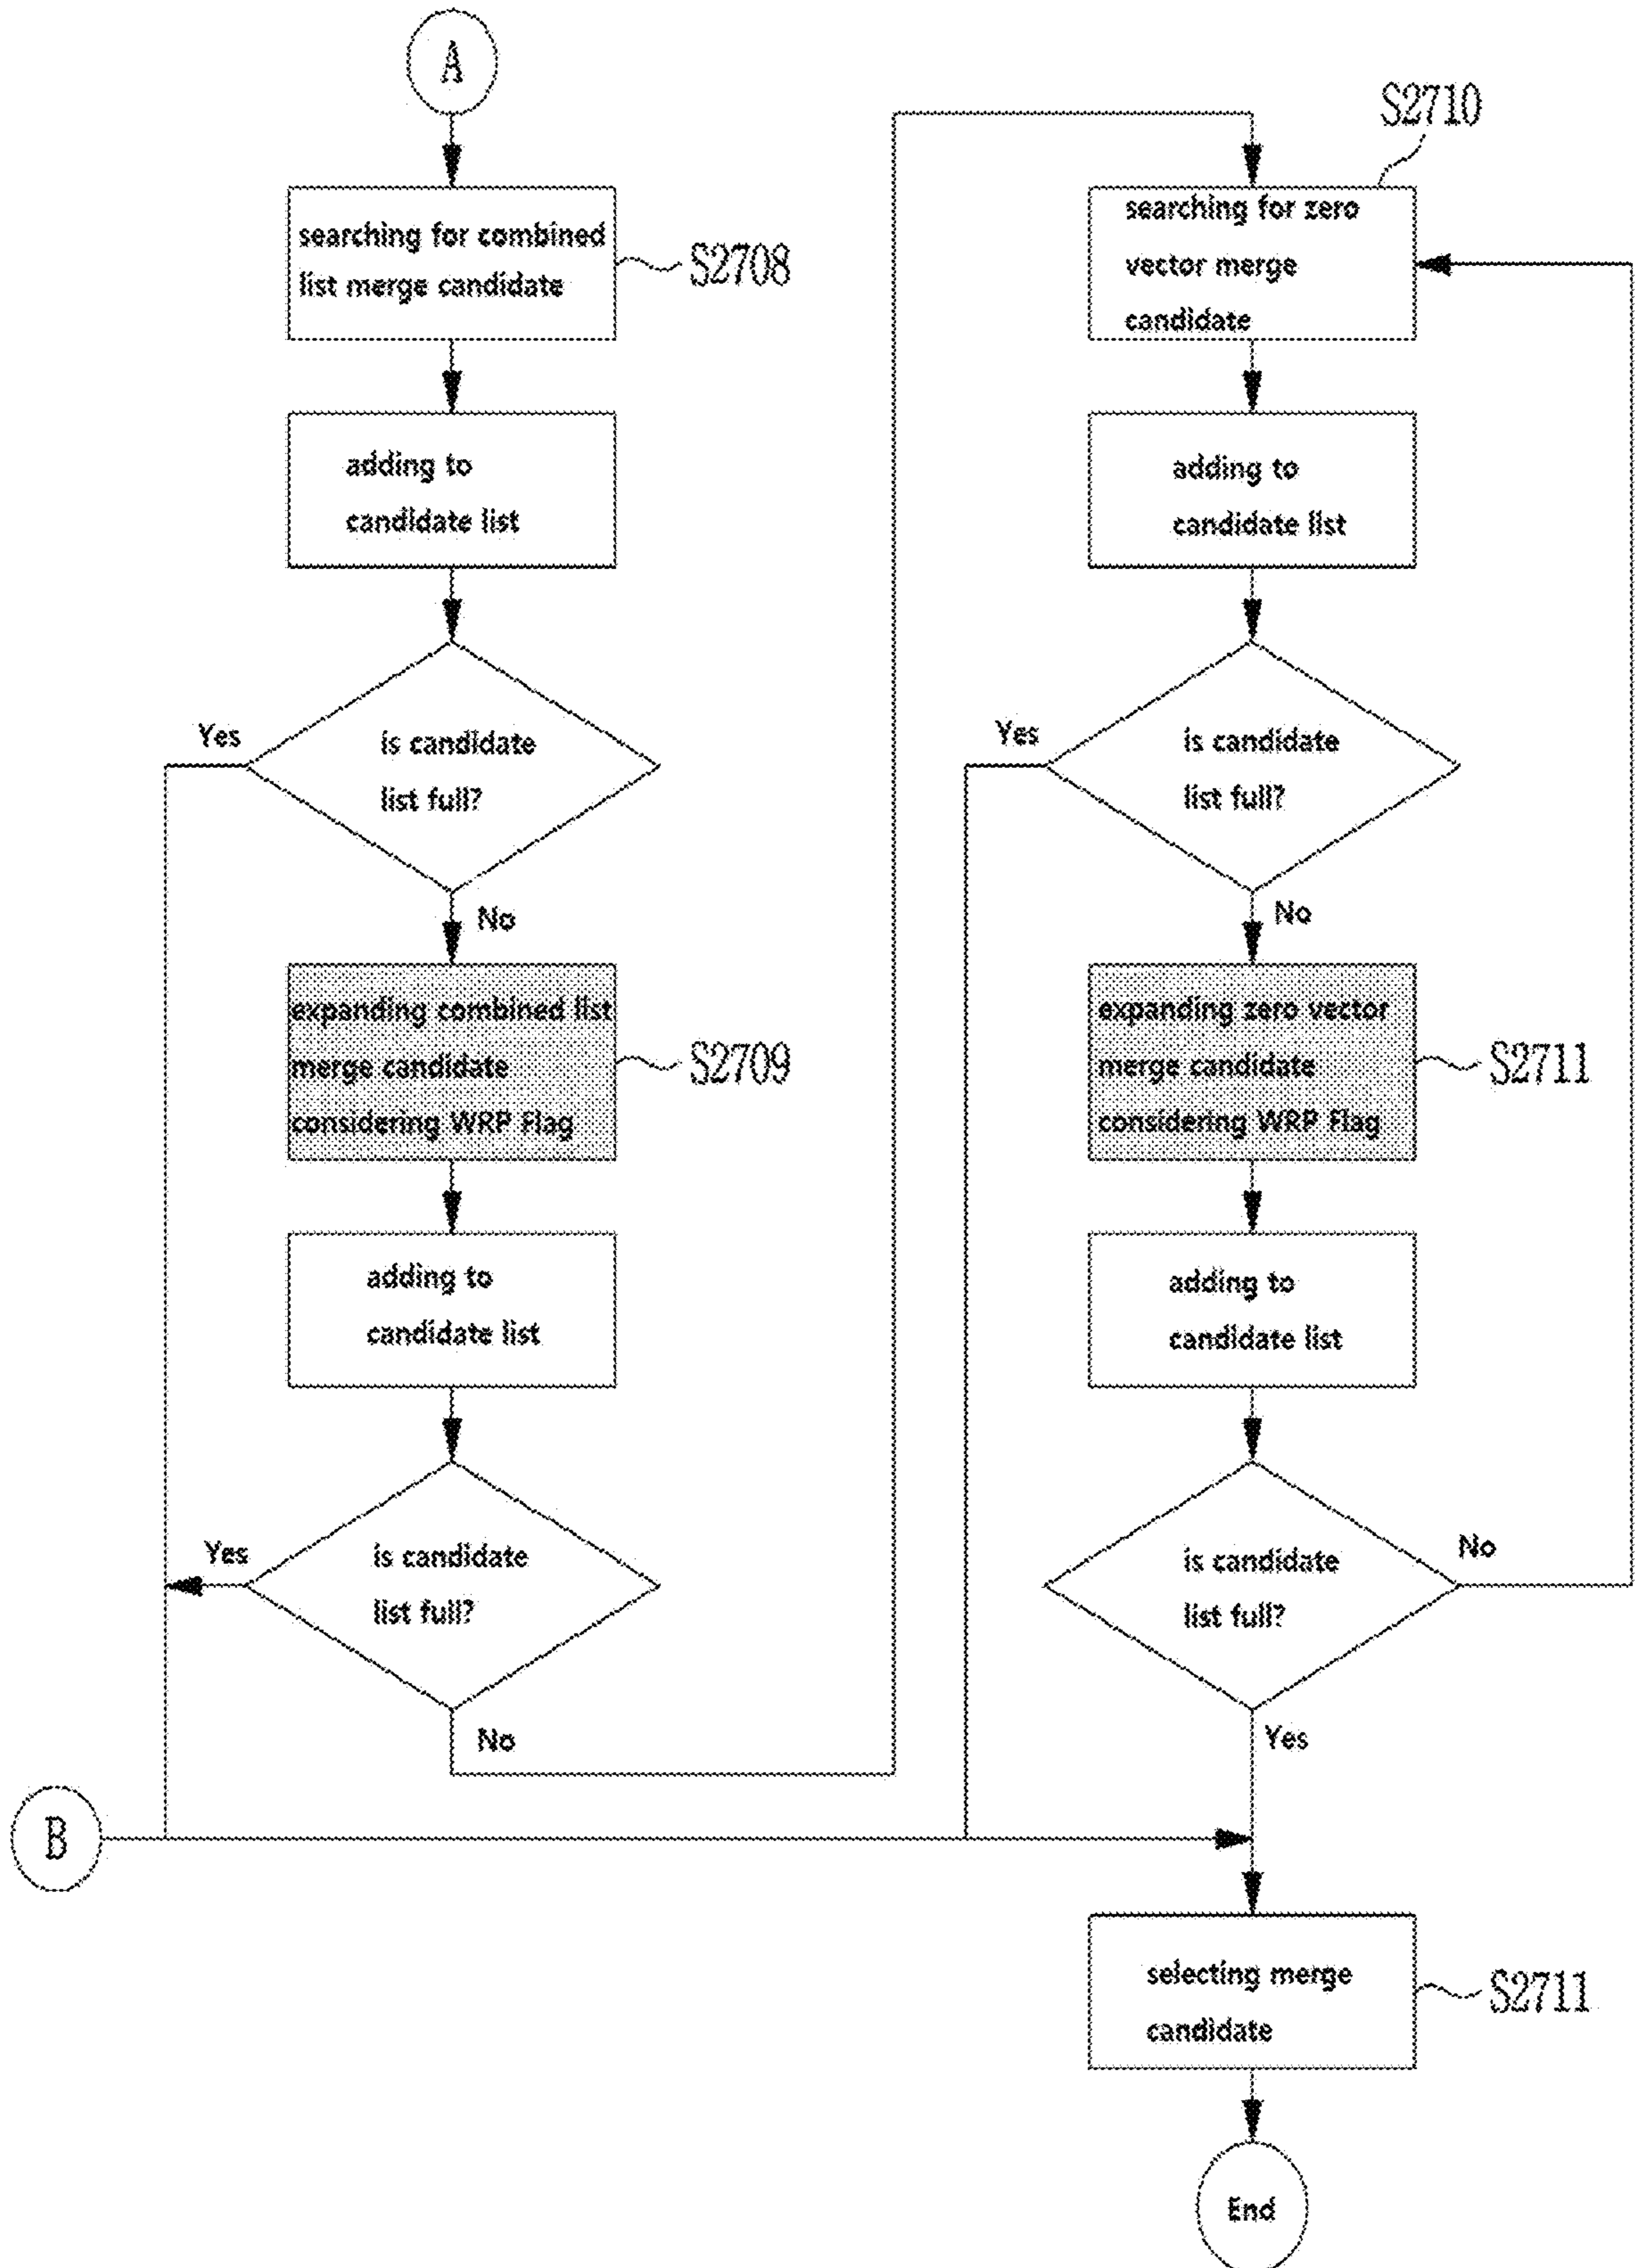 A
searching for combined
list merge candidate
S2708
adding to
candidate list
Yes
is candidate
list full?
No
expanding combined list
merge candidate
considering WRP Flag
S2709
adding to
candidate list
Yes
is candidate
list full?
No
B
S2710
searching for zero
vector merge
candidate
adding to
candidate list
Yes
is candidate
list full?
No
expanding zero vector
merge candidate
considering WRP Flag
S2711
adding to
candidate list
is candidate
list full?
No
Yes
selecting merge
candidate
S2711
End